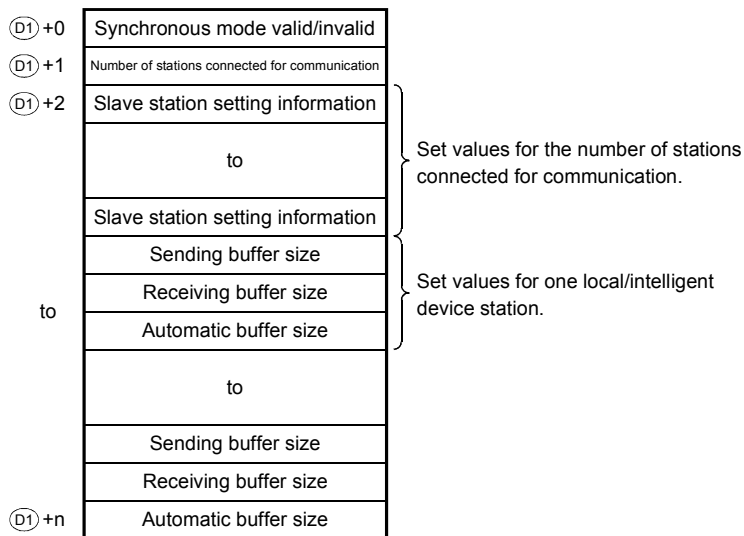 D1 +0 Synchronous mode valid/invalid
D1 +1 Number of stations connected for communication
D1 +2 Slave station setting information
to
Set values for the number of stations
connected for communication.
Slave station setting information
Sending buffer size
Receiving buffer size
Set values for one local/intelligent
device station.
to
Automatic buffer size
to
Sending buffer size
Receiving buffer size
D1 +n Automatic buffer size